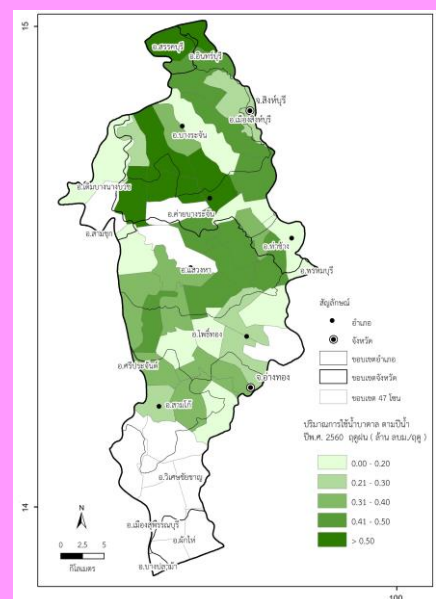 15
อ.สรรคบุรี
อ.อินทร์บุรี
จ.สิงห์บุรี
อ.เมืองสิงห์บุรี
อ.บางระจัน
อ.เดิมบางนางบวช
อ.ค่ายบางระจัน
อ.สามชุก
อ.ท่าช้าง
อ.แสวงหา
อ.พรหมบุรี
สัญลักษณ์
อำเภอ
จังหวัด
ขอบเขตอำเภอ
ขอบเขตจังหวัด
ขอบเขต 47 โซน
อ.โพธิ์ทอง
อ.ศรีประจันต์
จ.อ่างทอง
อ.สามโก้
ปริมาณการใช้น้ำบาดาล ตามปีน้ำ
ปีพ.ศ. 2560 ฤดูฝน ( ล้าน ลบม./ฤดู )
0.00 - 0.20
0.21 - 0.30
0.31 - 0.40
0.41 - 0.50
> 0.50
อ.วิเศษชัยชาญ
14
N
อ.เมืองสุพรรณบุรี
อ.ผักไห่
0 2.5 5
กิโลเมตร
อ.บางปลาม้า
100